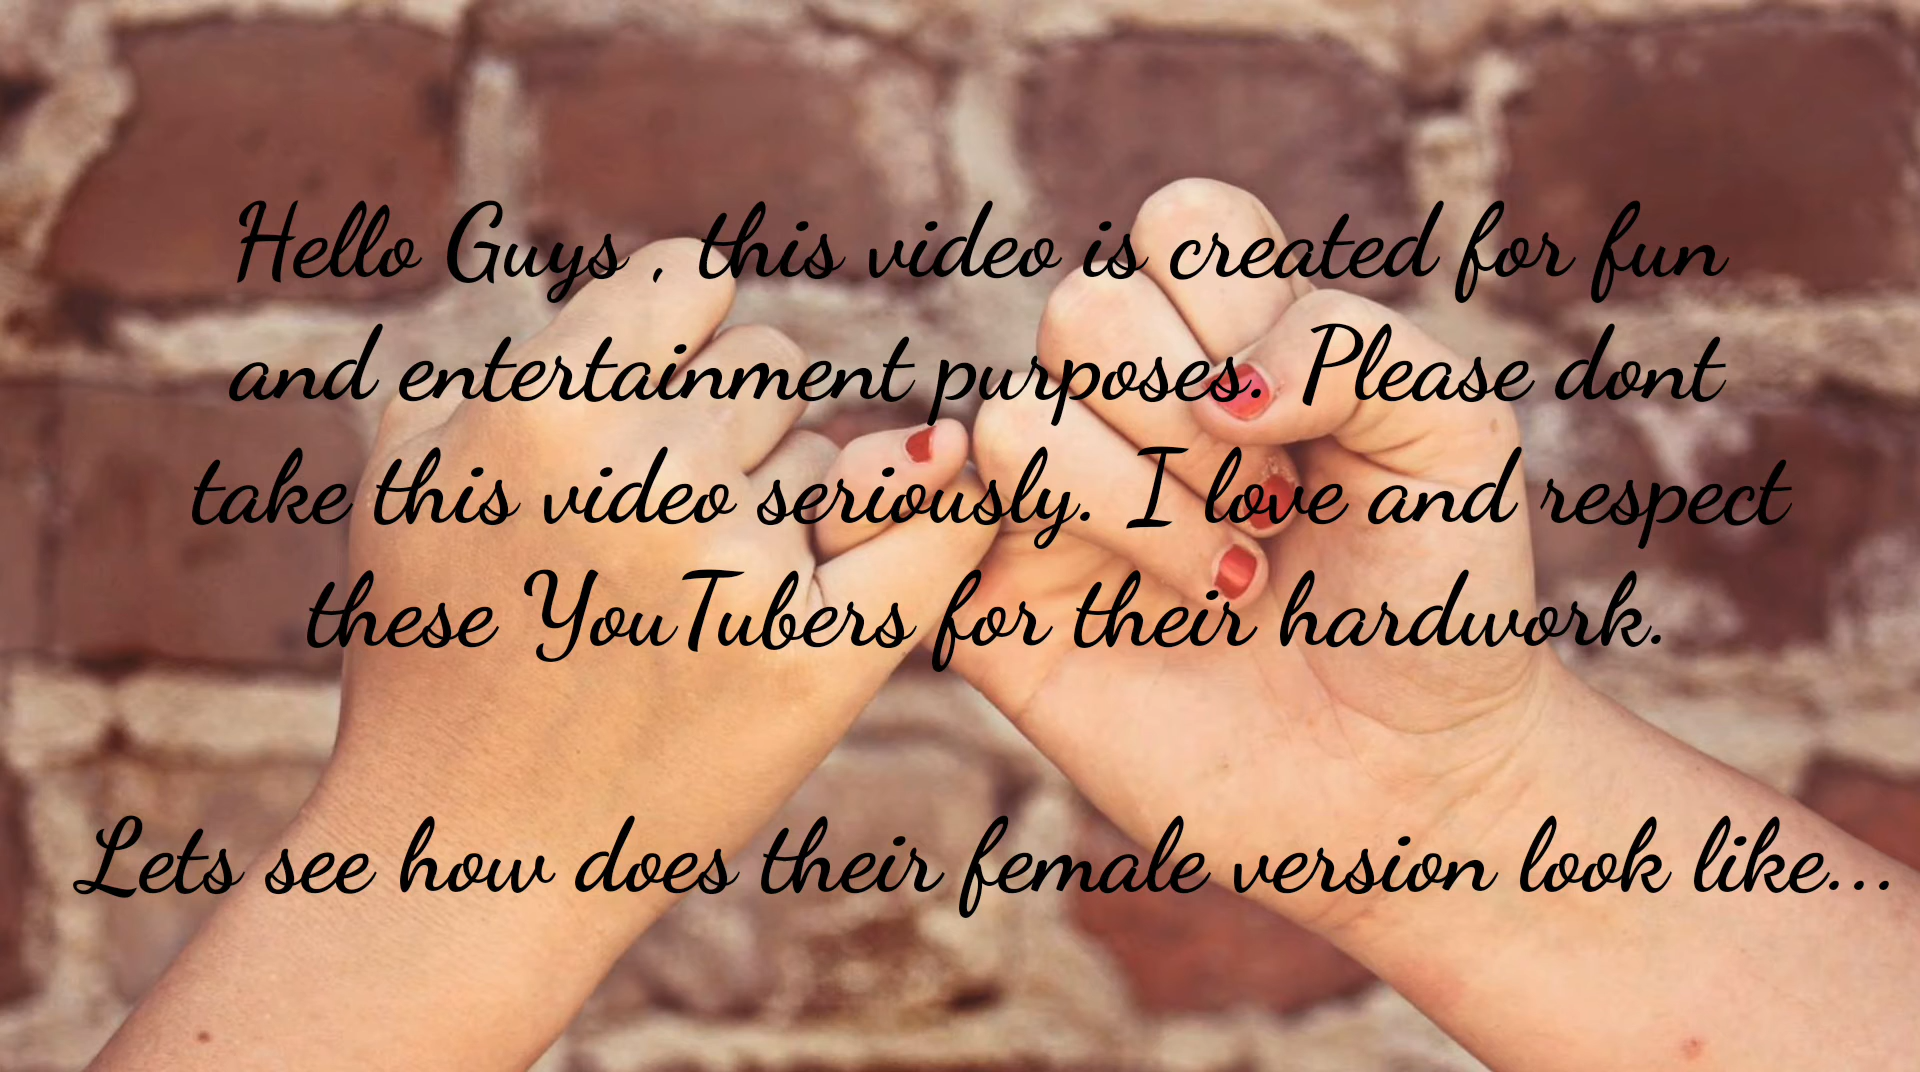 Hello Guys , this video is created for fun
and entertainment purposes. Please dont
take this video seriously. I love and respect
these YouTubers for their hardwork.
Lets see how does their female version look like...